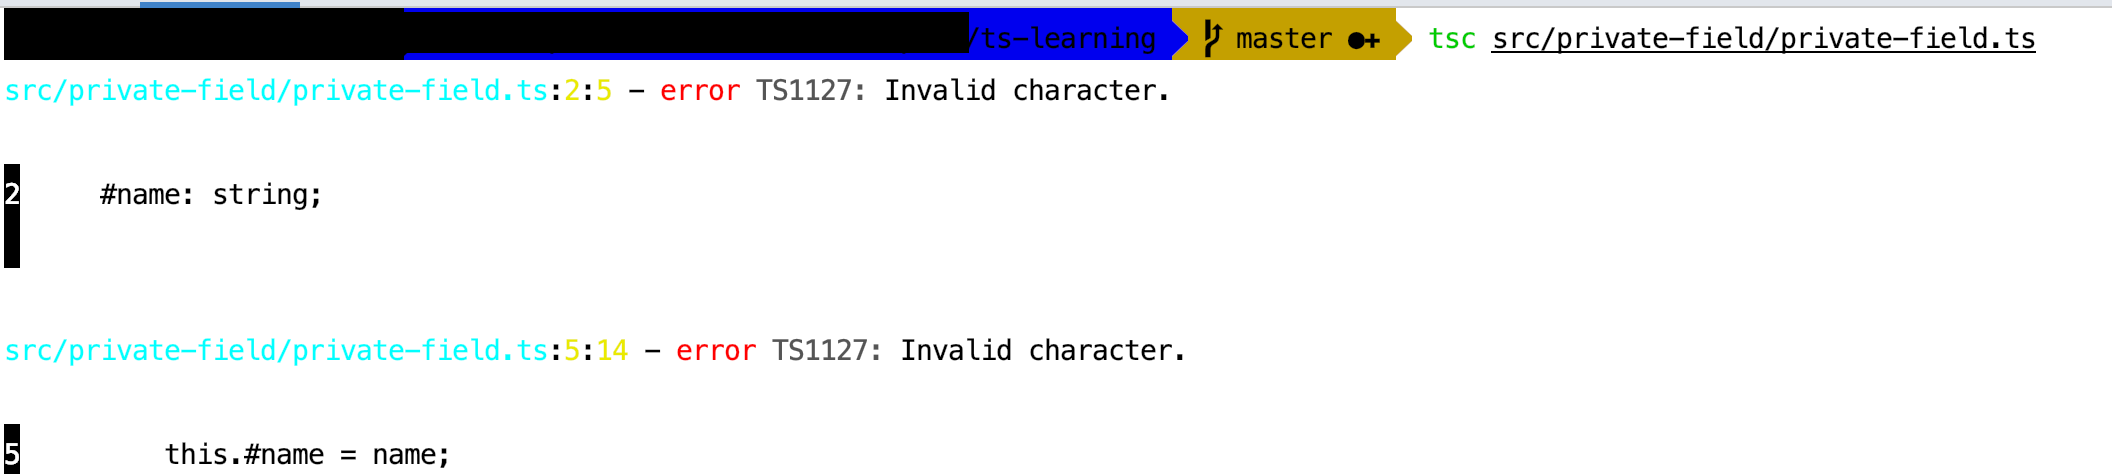 /ts-learning master ●+ tsc src/private-field/private-field.ts
src/private-field/private-field.ts:2:5 - error TS1127: Invalid character.
2     #name: string;
src/private-field/private-field.ts:5:14 - error TS1127: Invalid character.
5         this.#name = name;